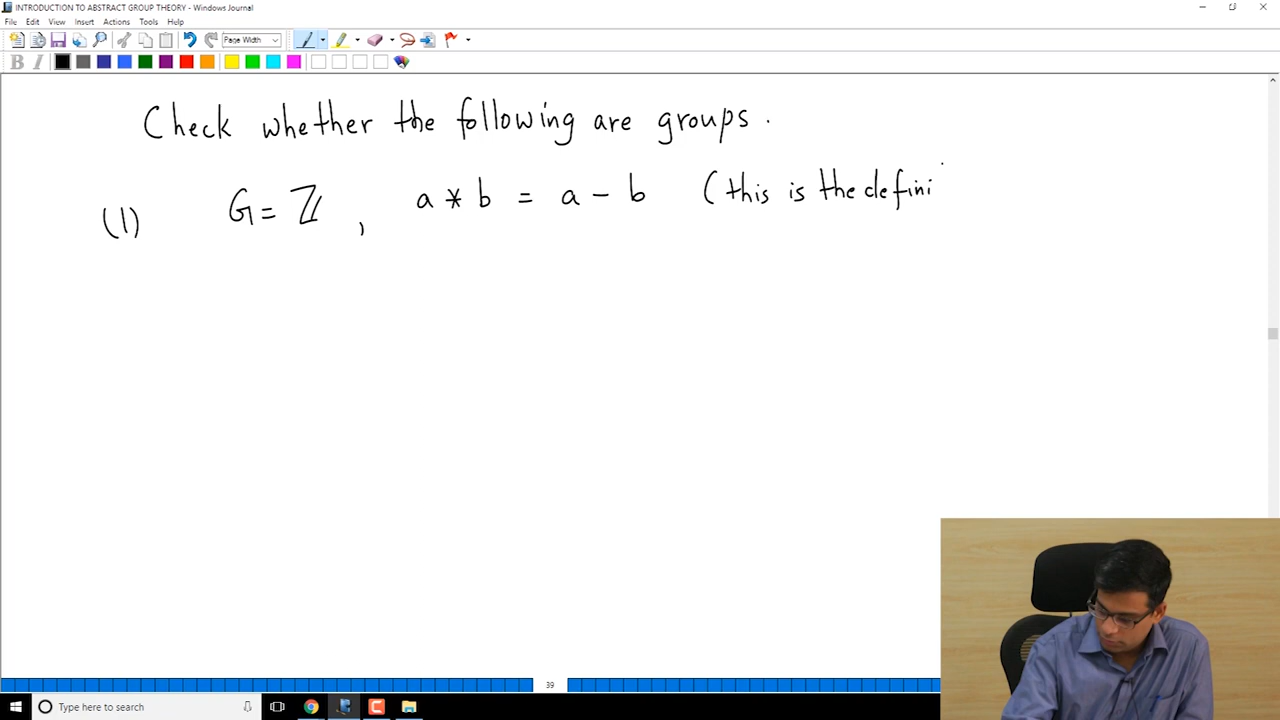 INTRODUCTION TO ABSTRACT GROUP THEORY - Windows Journal
File Edit View Insert Actions Tools Help
Page Width
B I
Check whether the following are groups.
(1) G = ℤ , a * b = a - b (this is the defini
39
Type here to search